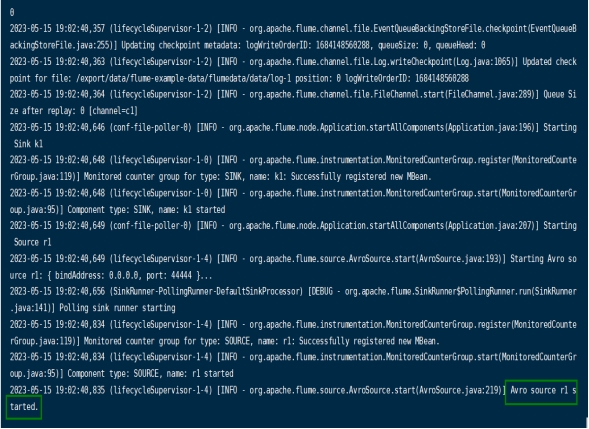 0
2023-05-15 19:02:40,357 (lifecycleSupervisor-1-2) [INFO - org.apache.flume.channel.file.EventQueueBackingStoreFile.checkpoint(EventQueueB
ackingStoreFile.java:255)] Updating checkpoint metadata: logWriteOrderID: 1684148560288, queueSize: 0, queueHead: 0
2023-05-15 19:02:40,363 (lifecycleSupervisor-1-2) [INFO - org.apache.flume.channel.file.Log.writeCheckpoint(Log.java:1065)] Updated check
point for file: /export/data/flume-example-data/flumedata/data/log-1 position: 0 logWriteOrderID: 1684148560288
2023-05-15 19:02:40,364 (lifecycleSupervisor-1-2) [INFO - org.apache.flume.channel.file.FileChannel.start(FileChannel.java:289)] Queue Si
ze after replay: 0 [channel=c1]
2023-05-15 19:02:40,646 (conf-file-poller-0) [INFO - org.apache.flume.node.Application.startAllComponents(Application.java:196)] Starting
 Sink k1
2023-05-15 19:02:40,648 (lifecycleSupervisor-1-0) [INFO - org.apache.flume.instrumentation.MonitoredCounterGroup.register(MonitoredCounte
rGroup.java:119)] Monitored counter group for type: SINK, name: k1: Successfully registered new MBean.
2023-05-15 19:02:40,648 (lifecycleSupervisor-1-0) [INFO - org.apache.flume.instrumentation.MonitoredCounterGroup.start(MonitoredCounterGr
oup.java:95)] Component type: SINK, name: k1 started
2023-05-15 19:02:40,649 (conf-file-poller-0) [INFO - org.apache.flume.node.Application.startAllComponents(Application.java:207)] Starting
 Source r1
2023-05-15 19:02:40,649 (lifecycleSupervisor-1-4) [INFO - org.apache.flume.source.AvroSource.start(AvroSource.java:193)] Starting Avro so
urce r1: { bindAddress: 0.0.0.0, port: 44444 }...
2023-05-15 19:02:40,656 (SinkRunner-PollingRunner-DefaultSinkProcessor) [DEBUG - org.apache.flume.SinkRunner$PollingRunner.run(SinkRunner
.java:141)] Polling sink runner starting
2023-05-15 19:02:40,834 (lifecycleSupervisor-1-4) [INFO - org.apache.flume.instrumentation.MonitoredCounterGroup.register(MonitoredCounte
rGroup.java:119)] Monitored counter group for type: SOURCE, name: r1: Successfully registered new MBean.
2023-05-15 19:02:40,834 (lifecycleSupervisor-1-4) [INFO - org.apache.flume.instrumentation.MonitoredCounterGroup.start(MonitoredCounterGr
oup.java:95)] Component type: SOURCE, name: r1 started
2023-05-15 19:02:40,835 (lifecycleSupervisor-1-4) [INFO - org.apache.flume.source.AvroSource.start(AvroSource.java:219)] Avro source r1 s
tarted.